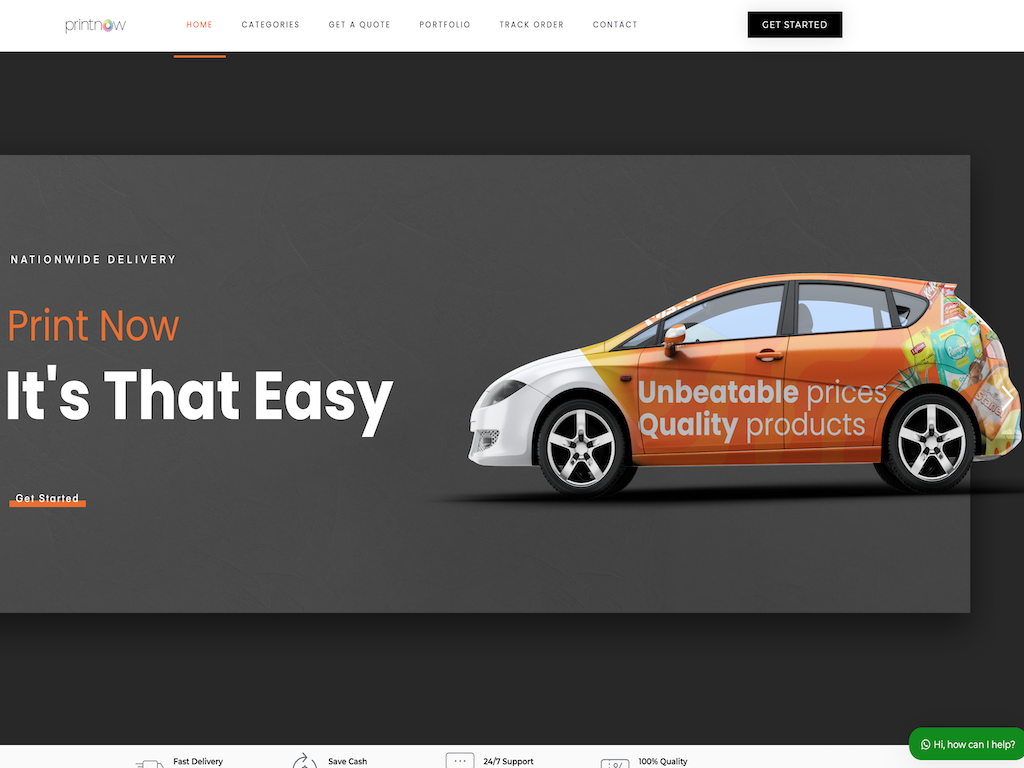 printnow
HOME
CATEGORIES
GET A QUOTE
PORTFOLIO
TRACK ORDER
CONTACT
GET STARTED
NATIONWIDE DELIVERY
Print Now
It's That Easy
Get Started
Unbeatable prices
Quality products
Fast Delivery
Save Cash
24/7 Support
100% Quality
Hi, how can I help?